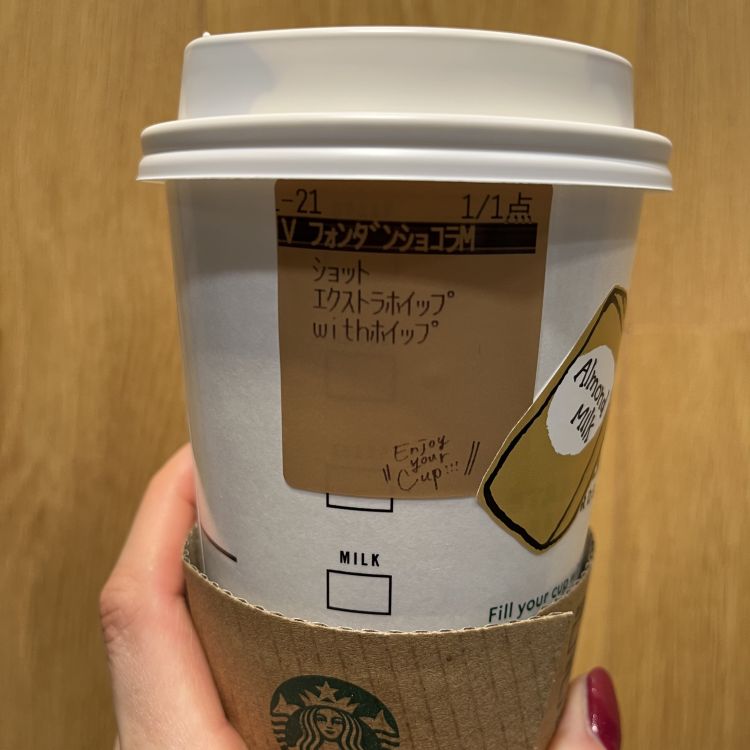 -21 1/1点
V フォンダンショコラM
ショット
エクストラホイップ
withホイップ
Enjoy
your
Cup!!!
Almond
Milk
MILK
Fill your cup